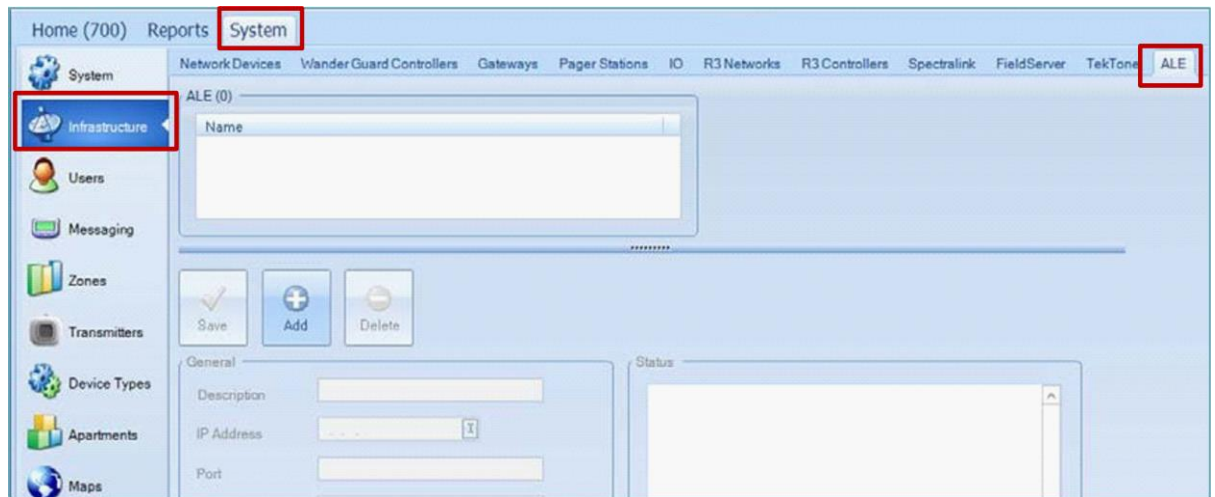 Home (700) Reports System
System
Network Devices Wander Guard Controllers Gateways Pager Stations IO R3 Networks R3 Controllers Spectralink FieldServer TekTone ALE
ALE (0)
Name
Infrastructure
Users
Messaging
Zones
Transmitters
Device Types
Apartments
Maps
Save Add Delete
General
Description
IP Address
Port
Status